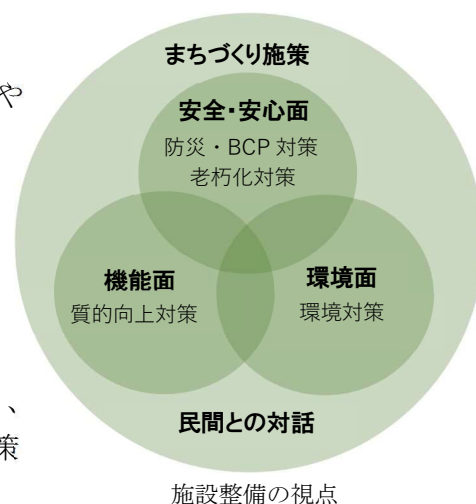 まちづくり施策
や
安全・安心面
防災・BCP 対策
老朽化対策
機能面
質的向上対策
環境面
環境対策
、
民間との対話
策
施設整備の視点